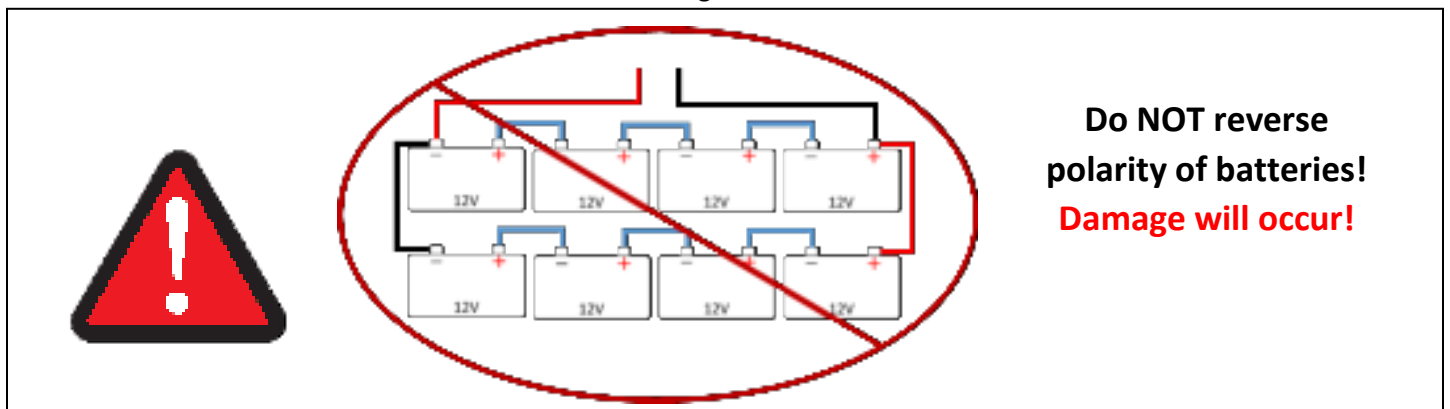 Do NOT reverse
polarity of batteries!
Damage will occur!
− + − + − + − +
12V 12V 12V 12V
− + − + − + − +
12V 12V 12V 12V